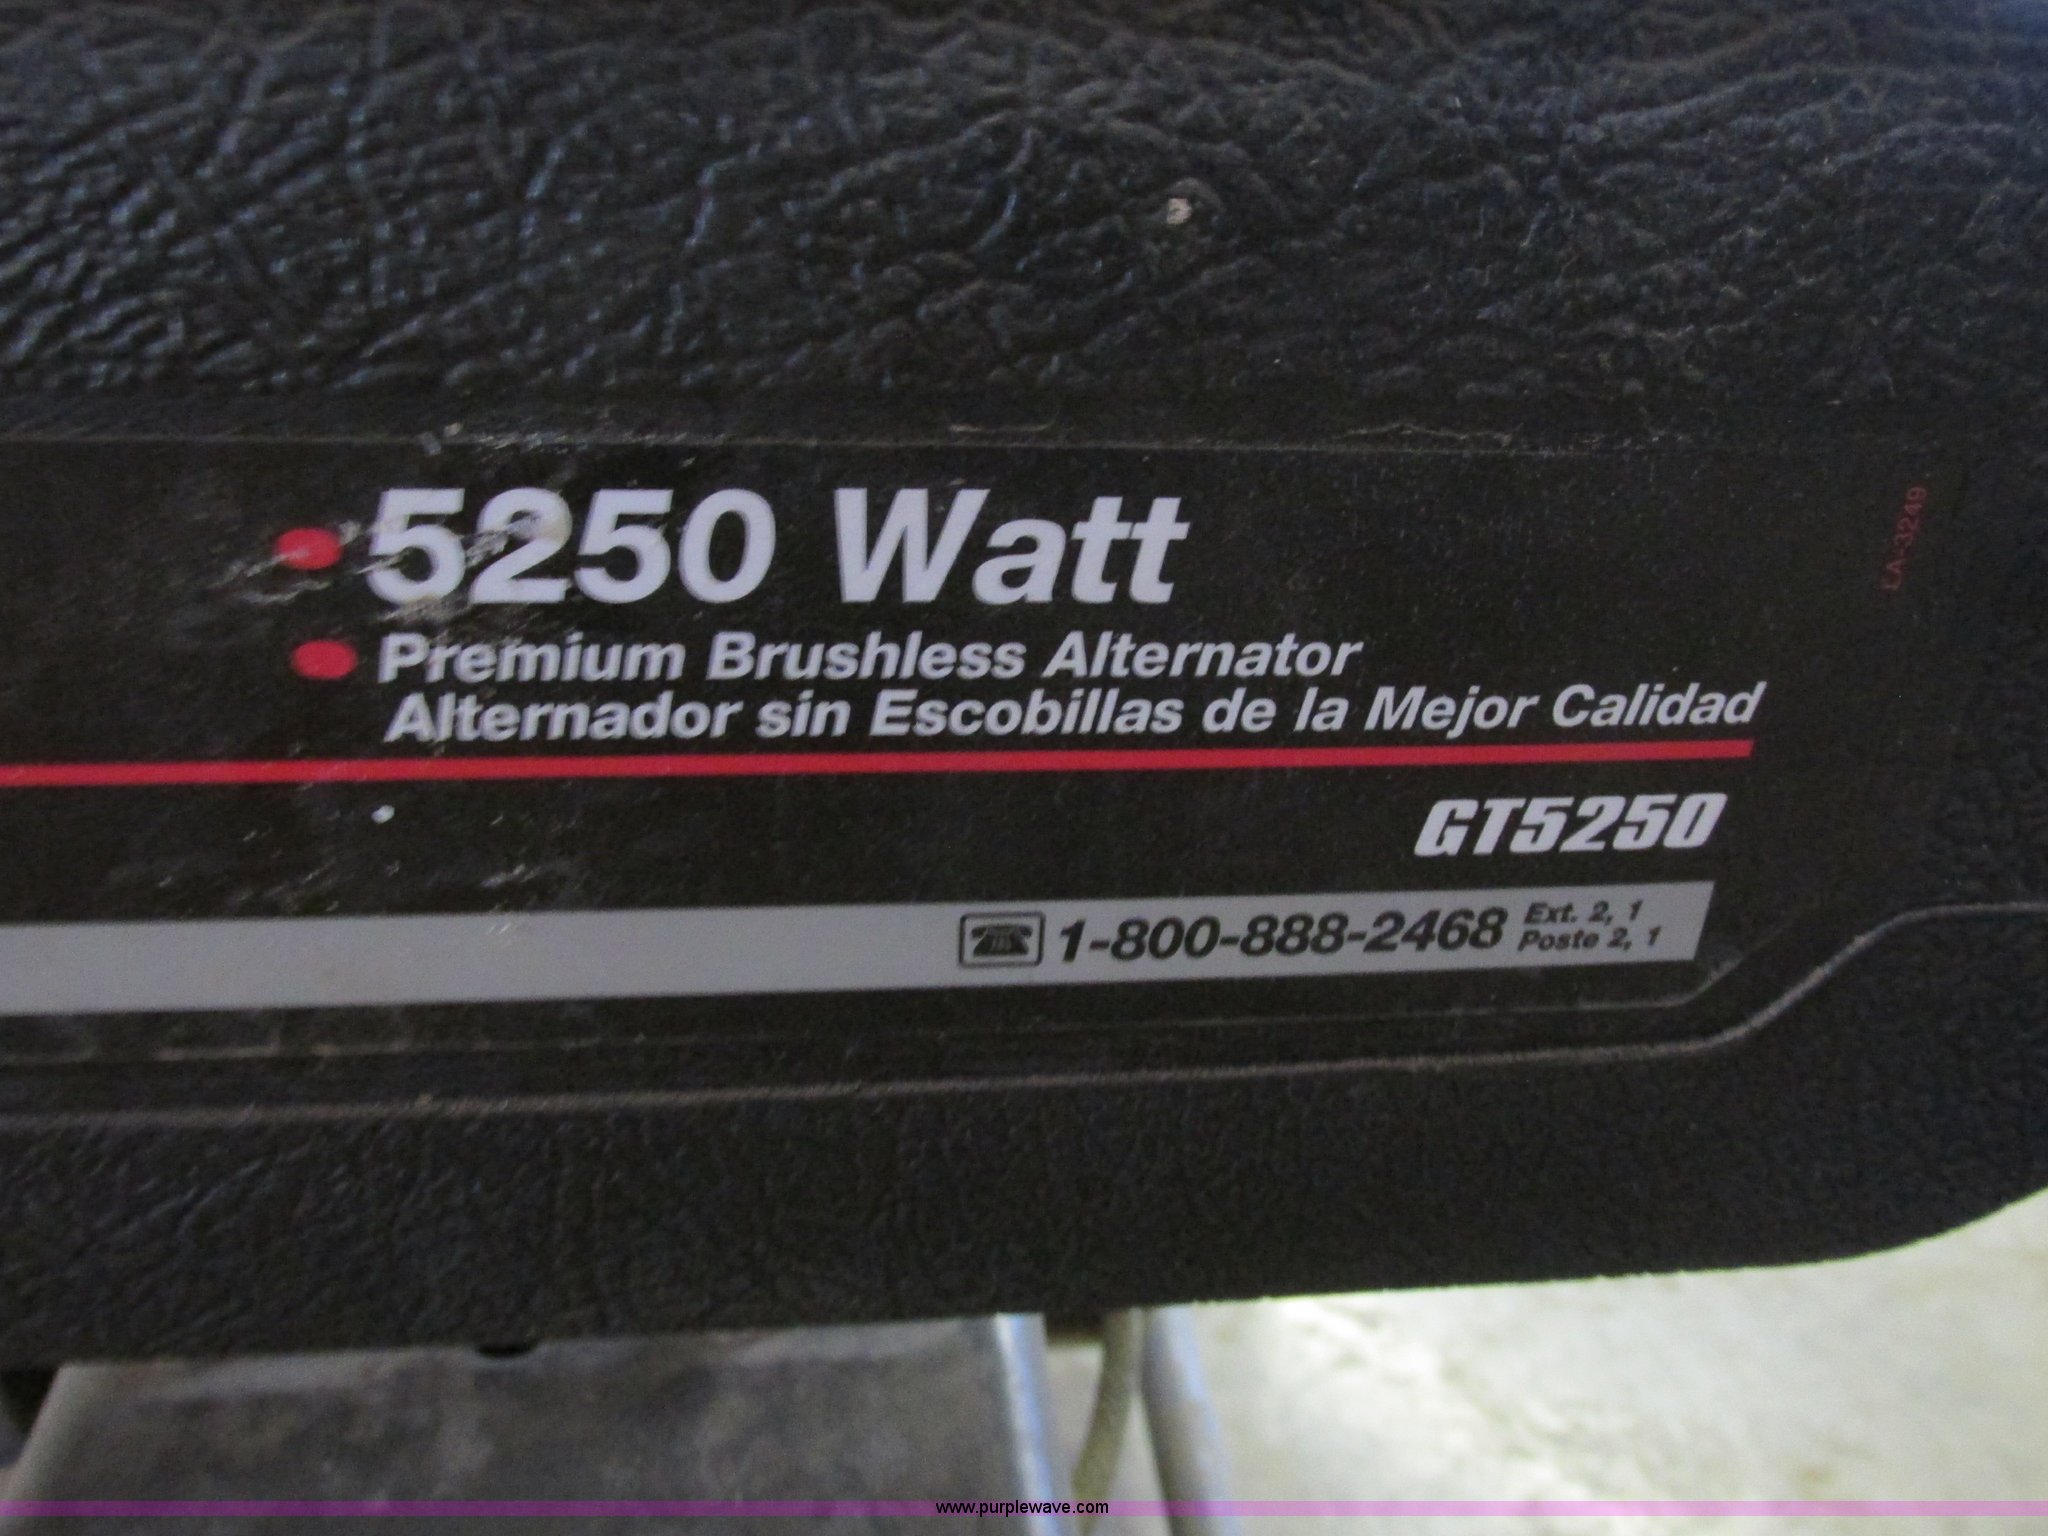 5250 Watt
Premium Brushless Alternator
Alternador sin Escobillas de la Mejor Calidad
LA-3249
GT5250
1-800-888-2468 Ext. 2, 1
Poste 2, 1
www.purplewave.com